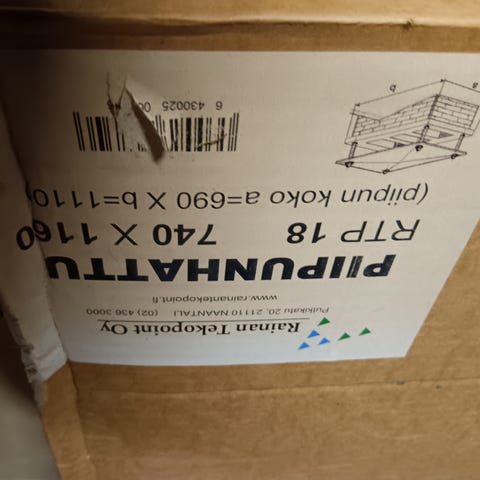 Rainan Tekopoint Oy
Putkikatu 20, 21110 NAANTALI (02) 436 3000
www.rainantekopoint.fi
PIIPUNHATTU
RTP 18 740 X 1160
(piipun koko a=690 X b=1110
a
b
6 430025 00